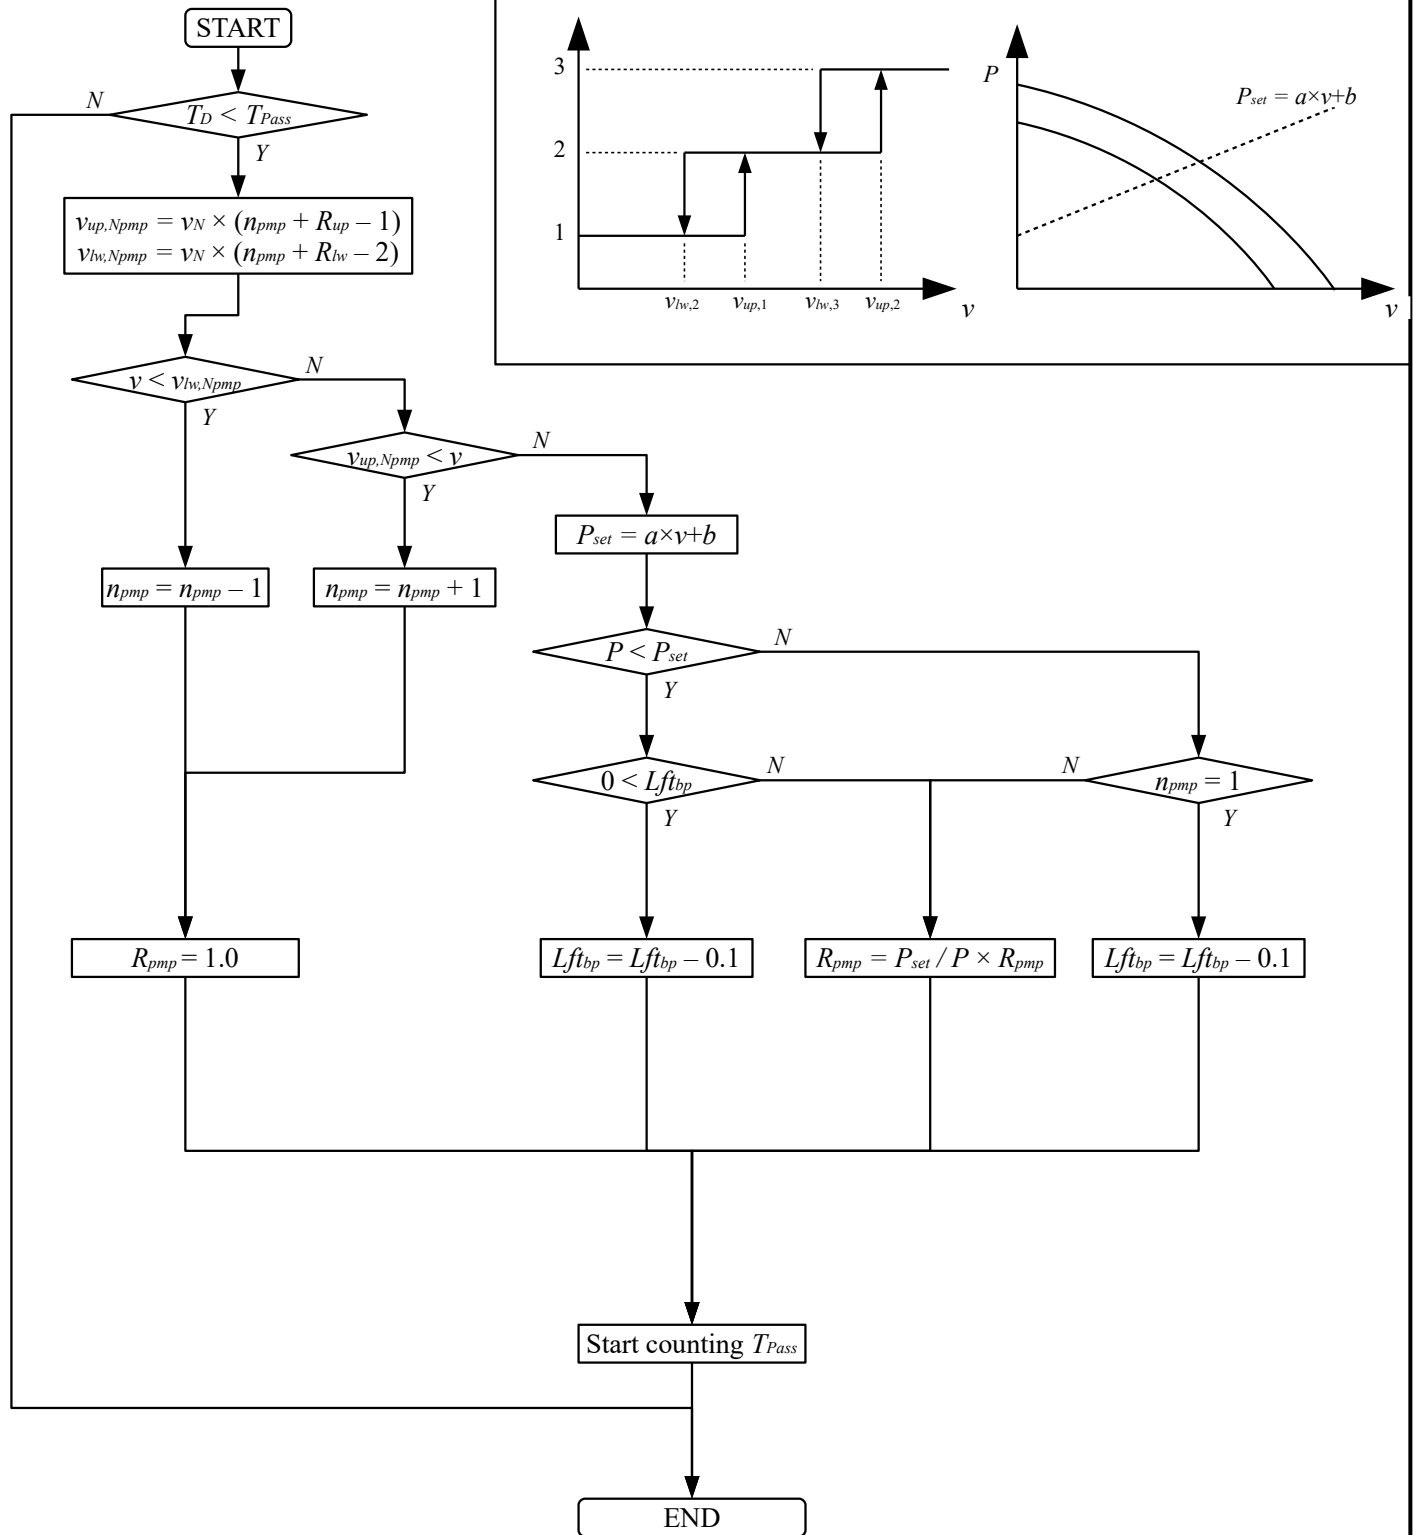 START
N
T_D < T_Pass
Y
v_up,Npmp = v_N × (n_pmp + R_up – 1)
v_lw,Npmp = v_N × (n_pmp + R_lw – 2)
v < v_lw,Npmp
N
Y
v_up,Npmp < v
N
Y
n_pmp = n_pmp – 1
n_pmp = n_pmp + 1
P_set = a×v+b
P < P_set
N
Y
0 < Lft_bp
N
Y
N
n_pmp = 1
Y
R_pmp = 1.0
Lft_bp = Lft_bp – 0.1
R_pmp = P_set / P × R_pmp
Lft_bp = Lft_bp – 0.1
Start counting T_Pass
END
3
2
1
v_lw,2
v_up,1
v_lw,3
v_up,2
v
P
P_set = a×v+b
v